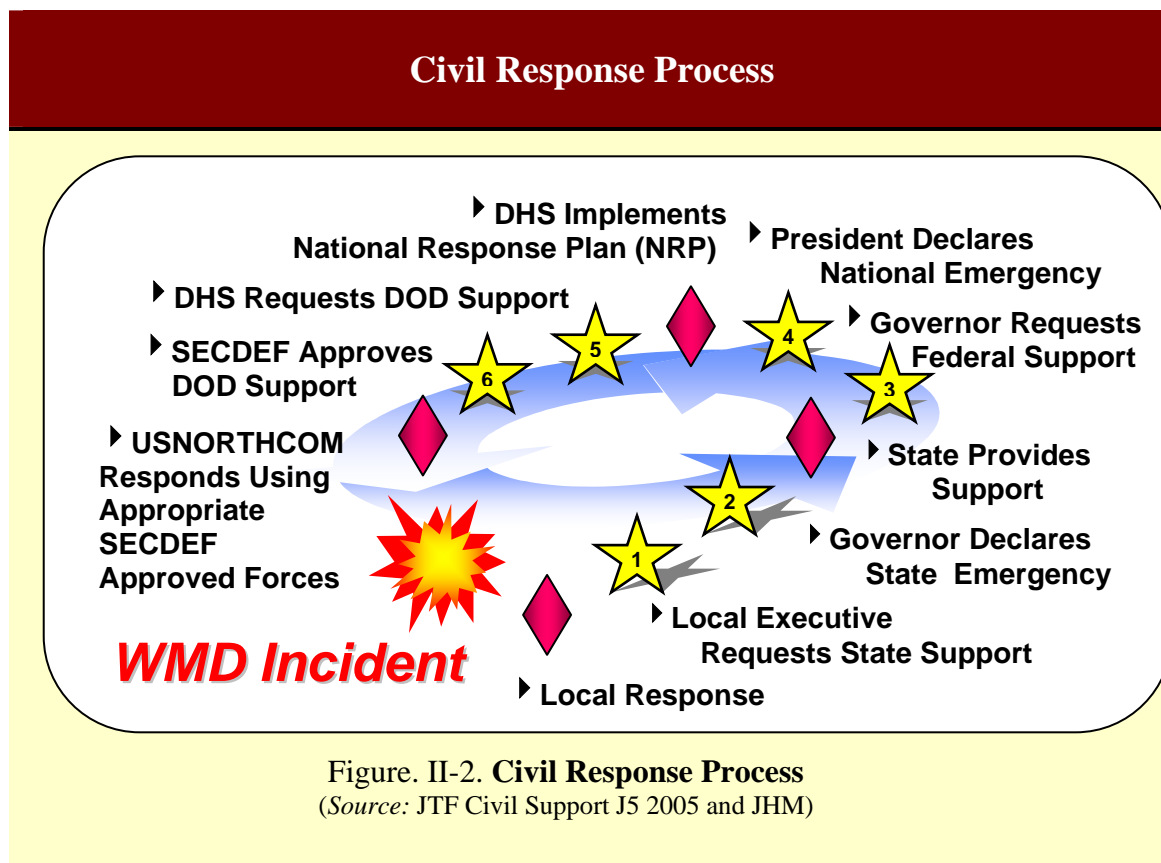 Civil Response Process
DHS Implements
National Response Plan (NRP)
President Declares
National Emergency
DHS Requests DOD Support
Governor Requests
Federal Support
SECDEF Approves
DOD Support
4
5
6
3
USNORTHCOM
Responds Using
Appropriate
SECDEF
Approved Forces
State Provides
Support
2
Governor Declares
State Emergency
1
Local Executive
Requests State Support
WMD Incident
Local Response
Figure. II-2. Civil Response Process
(Source: JTF Civil Support J5 2005 and JHM)